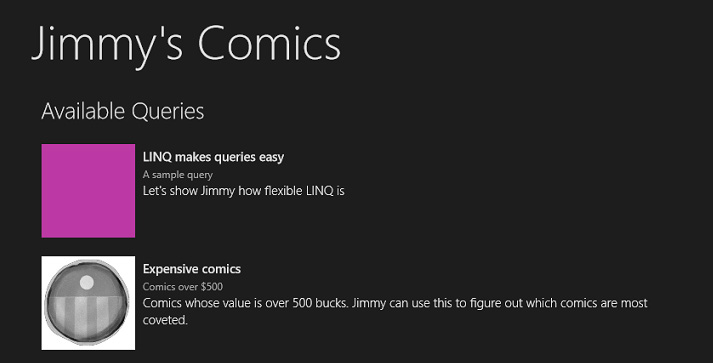 Jimmy's Comics
Available Queries
LINQ makes queries easy
A sample query
Let's show Jimmy how flexible LINQ is
Expensive comics
Comics over $500
Comics whose value is over 500 bucks. Jimmy can use this to figure out which comics are most
coveted.